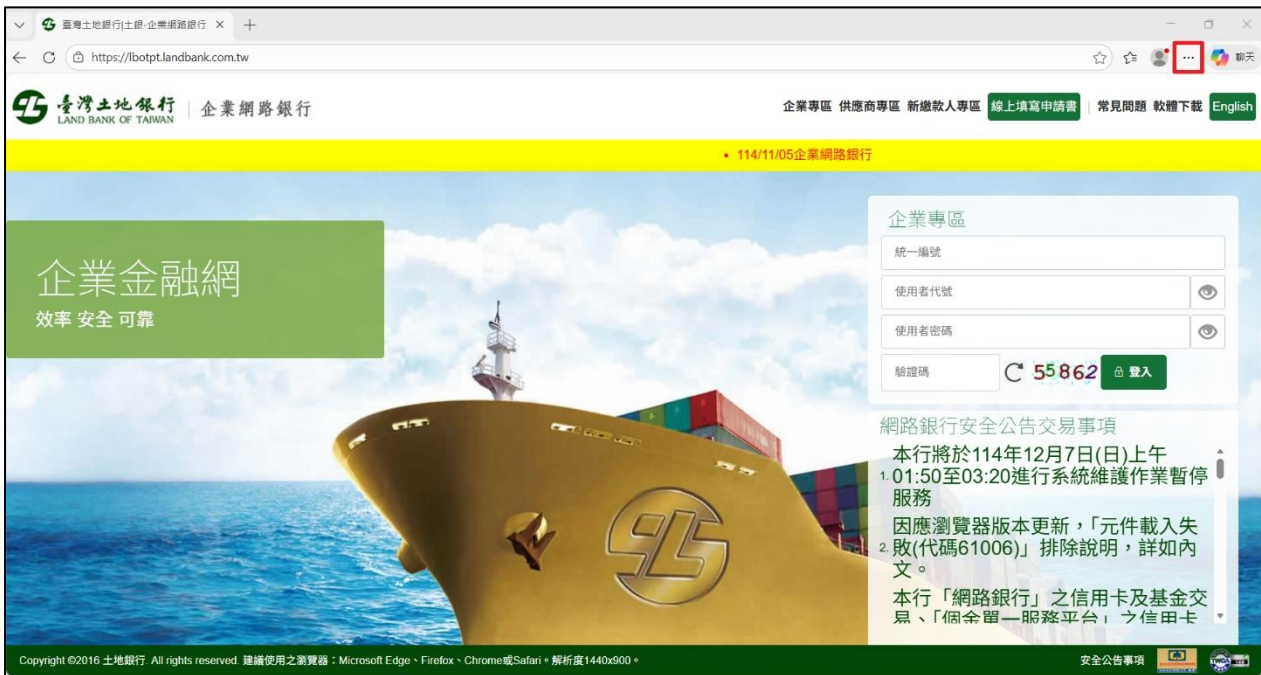 臺灣土地銀行|土銀-企業網路銀行
https://lbotpt.landbank.com.tw
聊天
臺灣土地銀行 企業網路銀行
LAND BANK OF TAIWAN
企業專區 供應商專區 新繳款人專區 線上填寫申請書 常見問題 軟體下載 English
• 114/11/05企業網路銀行
企業金融網
效率 安全 可靠
企業專區
統一編號
使用者代號
使用者密碼
驗證碼 55862 登入
網路銀行安全公告交易事項
本行將於114年12月7日(日)上午
1. 01:50至03:20進行系統維護作業暫停
服務
因應瀏覽器版本更新，「元件載入失
2. 敗(代碼61006)」排除說明，詳如內
文。
本行「網路銀行」之信用卡及基金交
易、「個金單一服務平台」之信用卡
Copyright ©2016 土地銀行. All rights reserved. 建議使用之瀏覽器：Microsoft Edge、Firefox、Chrome或Safari。解析度1440x900。
安全公告事項